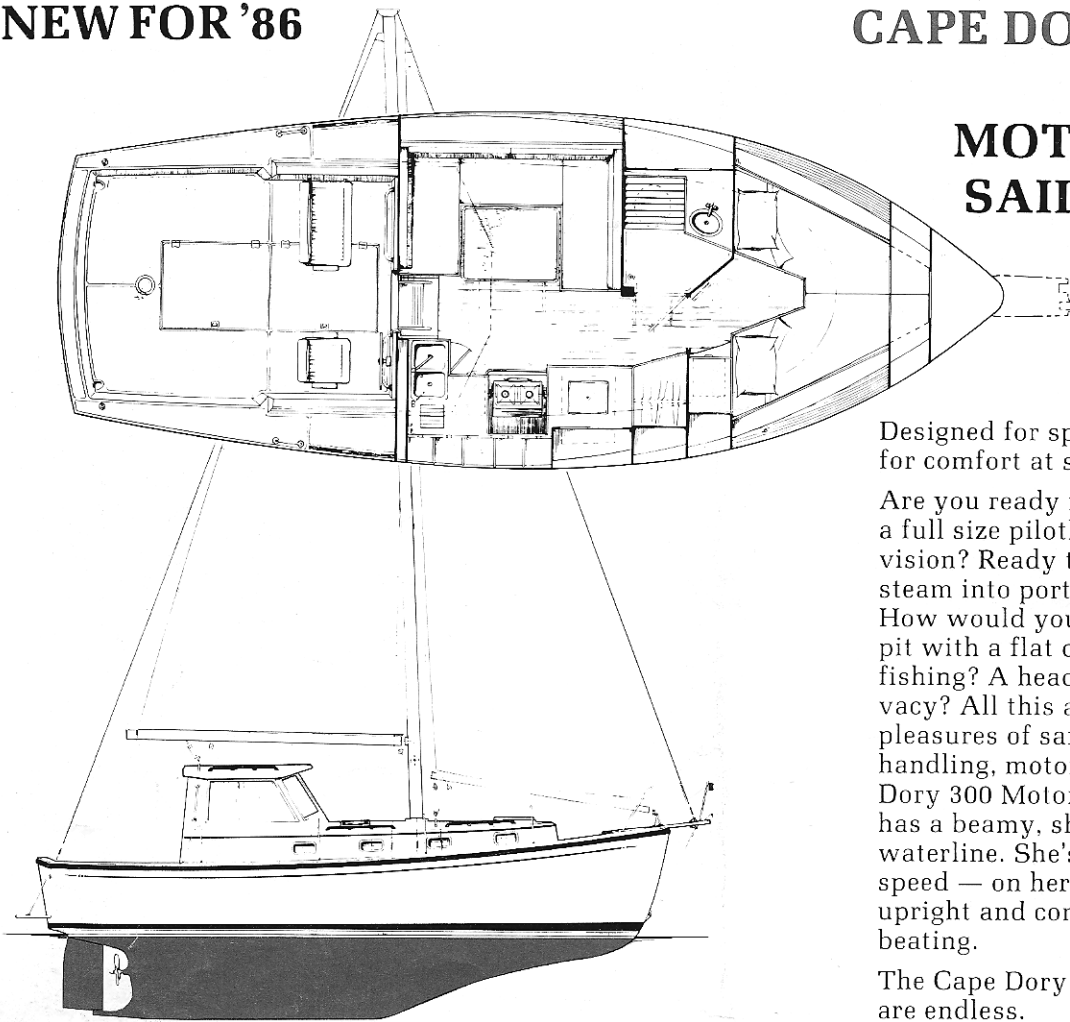 NEW FOR ’86
CAPE DO
MOT
SAIL
Designed for sp
for comfort at s
Are you ready
a full size pilot
vision? Ready t
steam into port
How would you
pit with a flat
fishing? A head
vacy? All this a
pleasures of sa
handling, moto
Dory 300 Motor
has a beamy, sh
waterline. She's
speed — on her
upright and co
beating.
The Cape Dory
are endless.